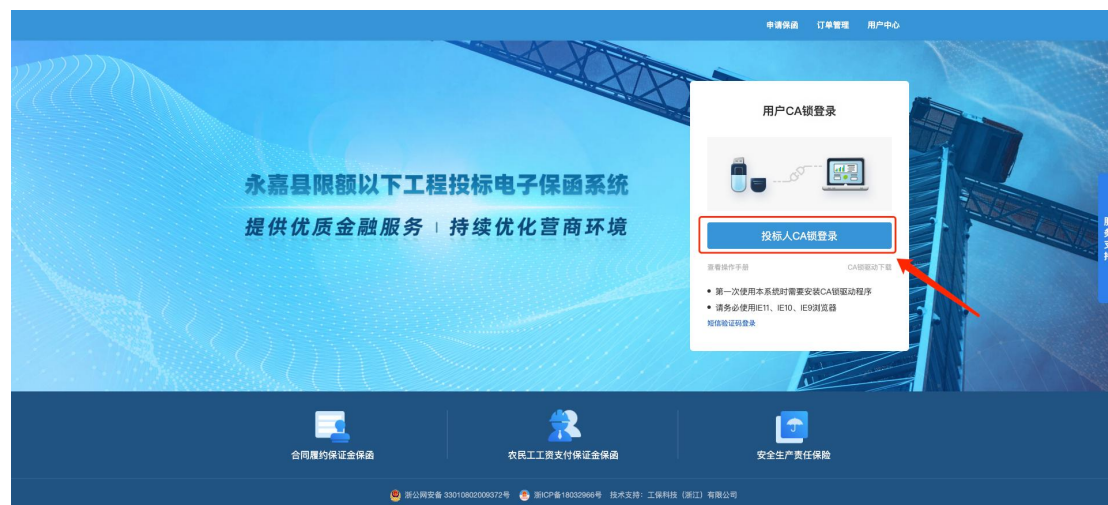 申请保函 订单管理 用户中心
用户CA锁登录
永嘉县限额以下工程投标电子保函系统
提供优质金融服务 | 持续优化营商环境
投标人CA锁登录
查看操作手册 CA锁驱动下载
• 第一次使用本系统时需要安装CA锁驱动程序
• 请务必使用IE11、IE10、IE9浏览器
短信验证码登录
服务支持
合同履约保证金保函 农民工工资支付保证金保函 安全生产责任保险
浙公网安备 33010802009372号 浙ICP备18032966号 技术支持：工保科技（浙江）有限公司